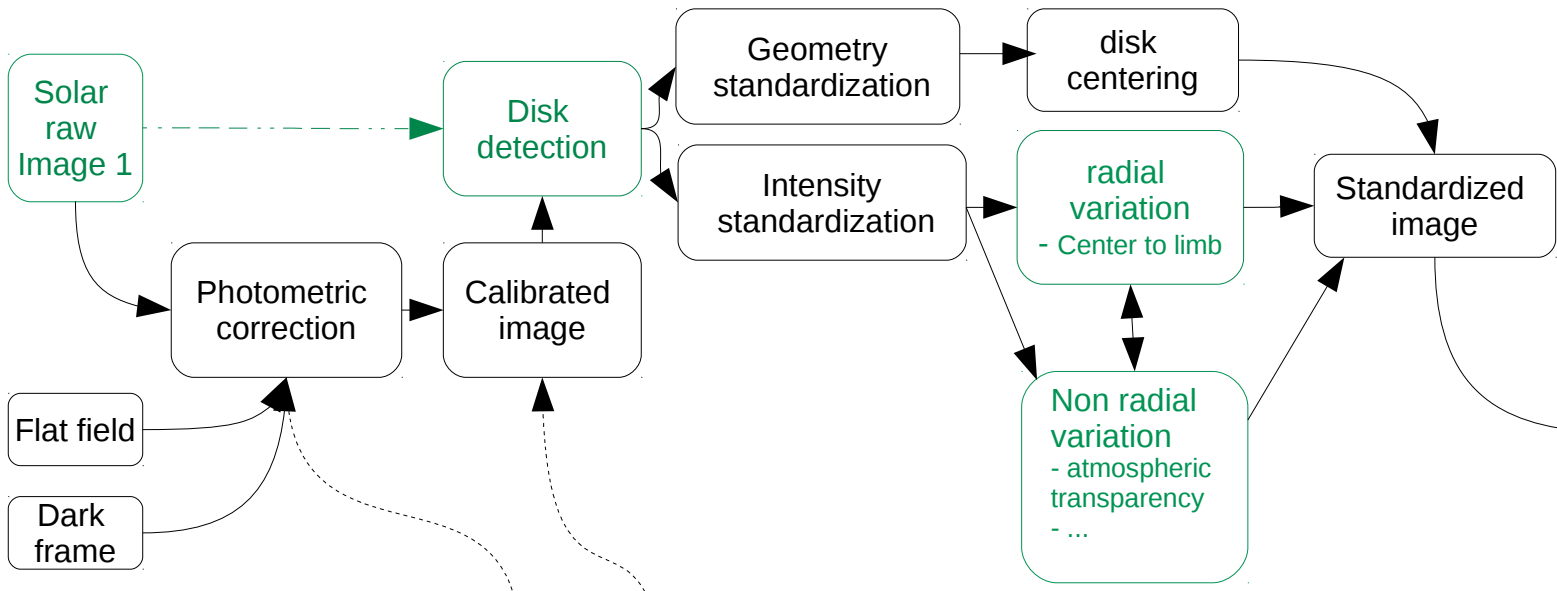 Solar
raw
Image 1
Disk
detection
Geometry
standardization
disk
centering
Intensity
standardization
radial
variation
- Center to limb
Standardized
image
Photometric
correction
Calibrated
image
Non radial
variation
- atmospheric
transparency
- ...
Flat field
Dark
frame